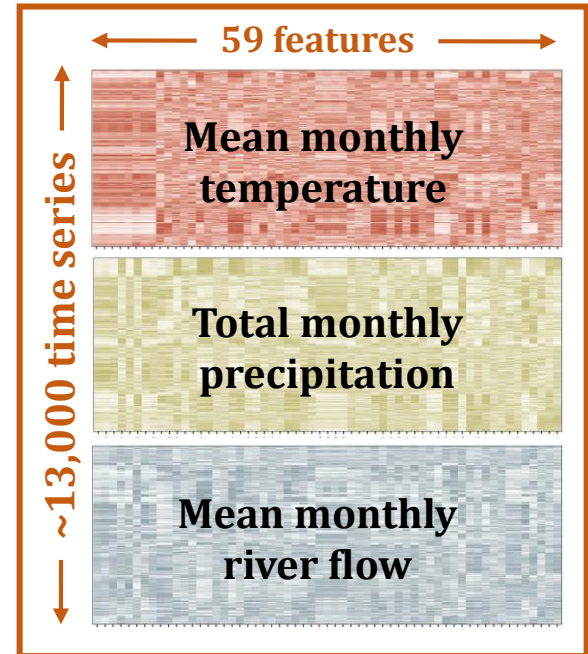 59 features
~13,000 time series
Mean monthly
temperature
Total monthly
precipitation
Mean monthly
river flow